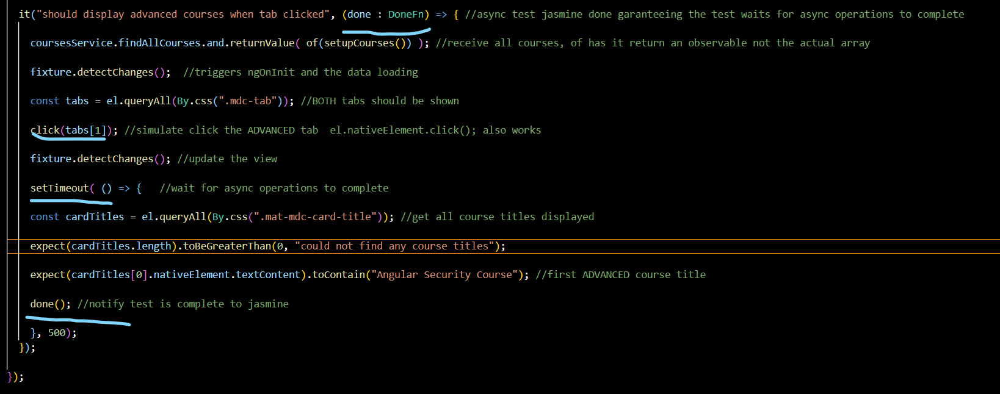 it("should display advanced courses when tab clicked", (done : DoneFn) => { //async test jasmine done garanteeing the test waits for async operations to complete
coursesService.findAllCourses.and.returnValue( of(setupCourses()) ); //receive all courses, of has it return an observable not the actual array
fixture.detectChanges();  //triggers ngOnInit and the data loading
const tabs = el.queryAll(By.css(".mdc-tab")); //BOTH tabs should be shown
click(tabs[1]); //simulate click the ADVANCED tab  el.nativeElement.click(); also works
fixture.detectChanges(); //update the view
setTimeout( () => {   //wait for async operations to complete
const cardTitles = el.queryAll(By.css(".mat-mdc-card-title")); //get all course titles displayed
expect(cardTitles.length).toBeGreaterThan(0, "could not find any course titles");
expect(cardTitles[0].nativeElement.textContent).toContain("Angular Security Course"); //first ADVANCED course title
done(); //notify test is complete to jasmine
}, 500);
});
});